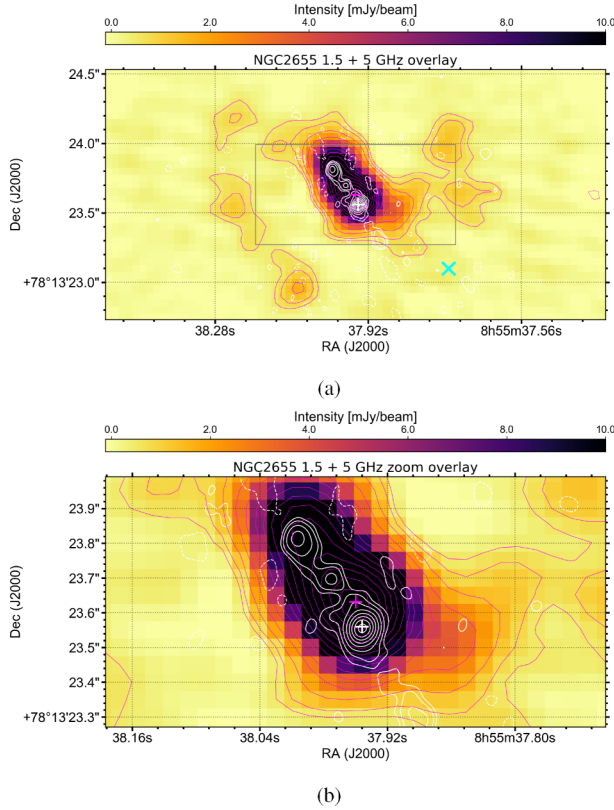 Intensity [mJy/beam]
0.0 2.0 4.0 6.0 8.0 10.0
NGC2655 1.5 + 5 GHz overlay
24.5"
24.0"
23.5"
+78°13'23.0"
Dec (J2000)
38.28s 37.92s 8h55m37.56s
RA (J2000)
(a)
Intensity [mJy/beam]
0.0 2.0 4.0 6.0 8.0 10.0
NGC2655 1.5 + 5 GHz zoom overlay
23.9"
23.8"
23.7"
23.6"
23.5"
23.4"
+78°13'23.3"
Dec (J2000)
38.16s 38.04s 37.92s 8h55m37.80s
RA (J2000)
(b)